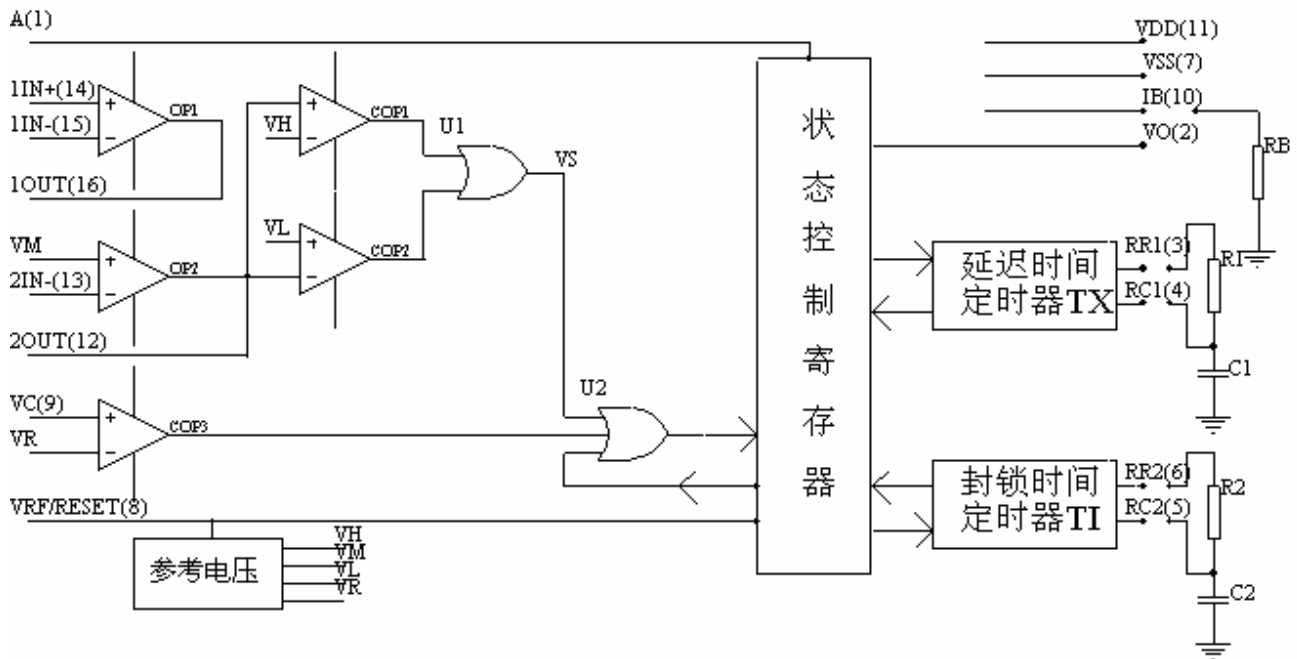 A(1)
1IN+(14)
1IN-(15)
OP1
1OUT(16)
VM
2IN-(13)
OP2
2OUT(12)
VC(9)
VR
COP3
VRF/RESET(8)
参考电压
VH
VM
VL
VR
VH
COP1
VL
COP2
U1
VS
U2
状态控制寄存器
VDD(11)
VSS(7)
IB(10)
VO(2)
RB
延迟时间
定时器TX
RR1(3)
RC1(4)
R1
C1
封锁时间
定时器TI
RR2(6)
RC2(5)
R2
C2